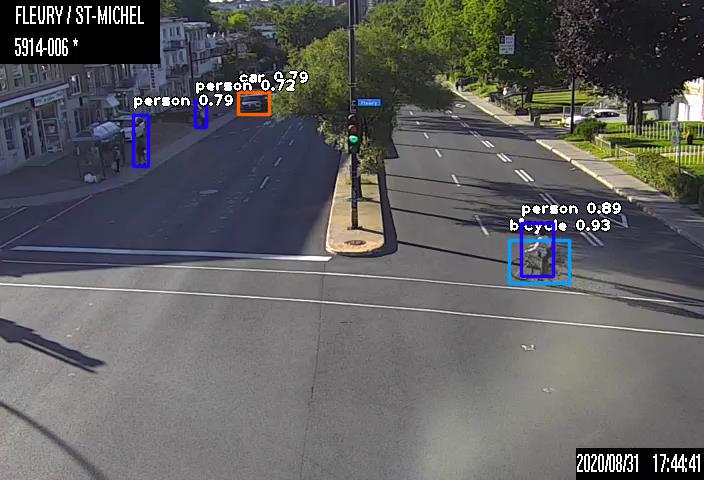 FLEURY / ST-MICHEL
5914-006 *
car 0.79
person 0.72
person 0.79
Fleury
person 0.89
bicycle 0.93
2020/08/31 17:44:41